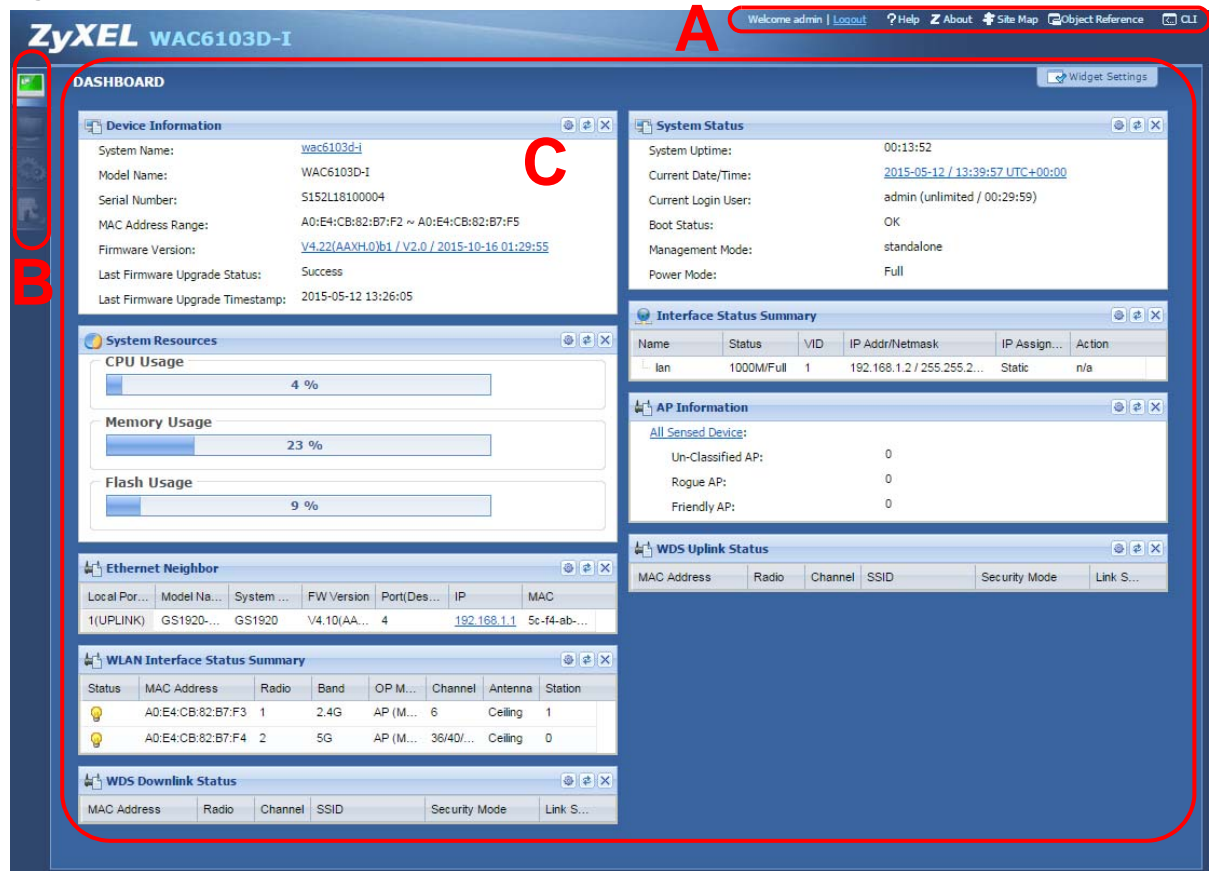 A
Welcome admin | Logout ?Help Z About Site Map Object Reference CLI
ZyXEL WAC6103D-I
DASHBOARD
Widget Settings
B
C
Device Information
System Name: wac6103d-i
Model Name: WAC6103D-I
Serial Number: S152L18100004
MAC Address Range: A0:E4:CB:82:B7:F2 ~ A0:E4:CB:82:B7:F5
Firmware Version: V4.22(AAXH.0)b1 / V2.0 / 2015-10-16 01:29:55
Last Firmware Upgrade Status: Success
Last Firmware Upgrade Timestamp: 2015-05-12 13:26:05
System Resources
CPU Usage
4 %
Memory Usage
23 %
Flash Usage
9 %
Ethernet Neighbor
Local Por... Model Na... System ... FW Version Port(Des... IP MAC
1(UPLINK) GS1920-... GS1920 V4.10(AA... 4 192.168.1.1 5c-f4-ab-...
WLAN Interface Status Summary
Status MAC Address Radio Band OP M... Channel Antenna Station
A0:E4:CB:82:B7:F3 1 2.4G AP (M... 6 Ceiling 1
A0:E4:CB:82:B7:F4 2 5G AP (M... 36/40/... Ceiling 0
WDS Downlink Status
MAC Address Radio Channel SSID Security Mode Link S...
System Status
System Uptime: 00:13:52
Current Date/Time: 2015-05-12 / 13:39:57 UTC+00:00
Current Login User: admin (unlimited / 00:29:59)
Boot Status: OK
Management Mode: standalone
Power Mode: Full
Interface Status Summary
Name Status VID IP Addr/Netmask IP Assign... Action
lan 1000M/Full 1 192.168.1.2 / 255.255.2... Static n/a
AP Information
All Sensed Device:
Un-Classified AP: 0
Rogue AP: 0
Friendly AP: 0
WDS Uplink Status
MAC Address Radio Channel SSID Security Mode Link S...